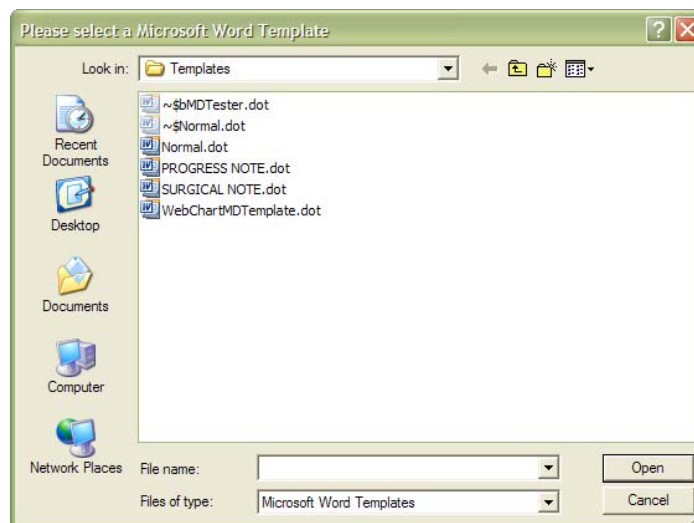 Please select a Microsoft Word Template
Look in: Templates
~$bMDTester.dot
~$Normal.dot
Normal.dot
PROGRESS NOTE.dot
SURGICAL NOTE.dot
WebChartMDTemplate.dot
Recent
Documents
Desktop
Documents
Computer
Network Places
File name:
Open
Files of type: Microsoft Word Templates
Cancel